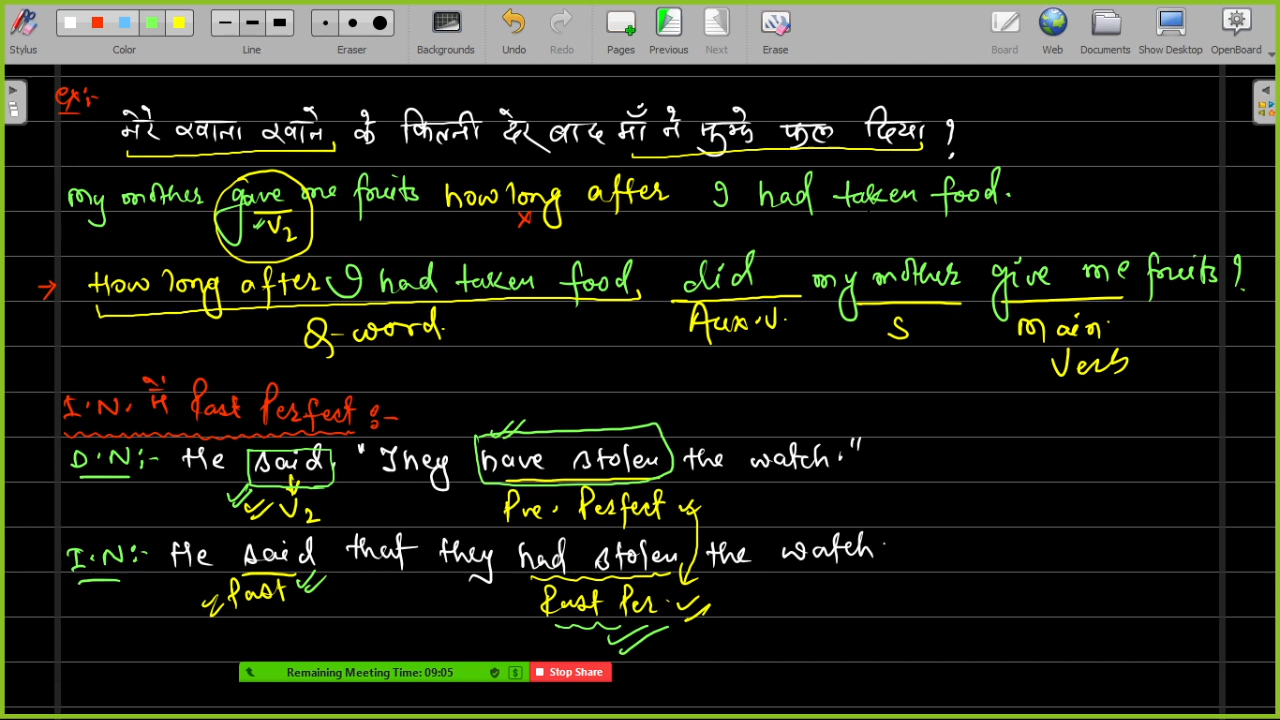 Stylus Color Line Eraser Backgrounds Undo Redo Pages Previous Next Erase Board Web Documents Show Desktop OpenBoard
ex:-
मेरे खाना खाने के कितनी देर बाद माँ ने मुझे फल दिया ?
my mother gave me fruits how long after I had taken food.
V2 x
→ How long after I had taken food, did my mother give me fruits?
Q-word. Aux.V. S main
Verb
I.N. में Past Perfect :-
D.N:- He said, "They have stolen the watch."
V2 Pre. Perfect
I.N:- He said that they had stolen the watch.
Past Past Per.
Remaining Meeting Time: 09:05 Stop Share